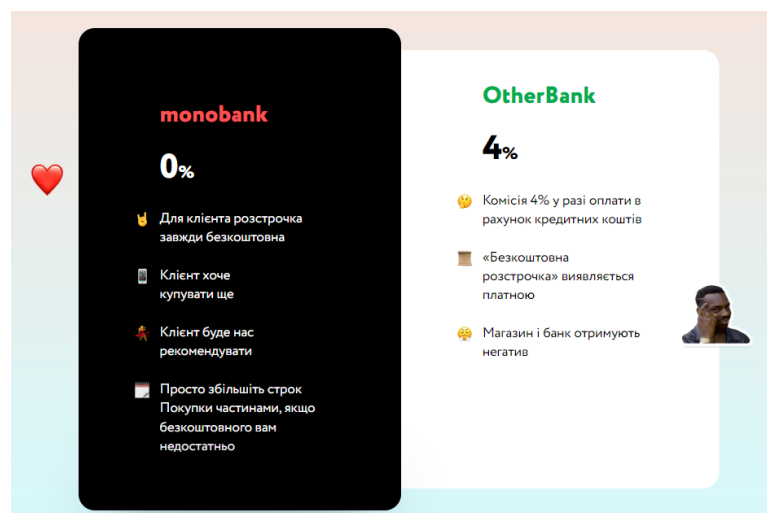 monobank
0%
Для клієнта розстрочка
завжди безкоштовна
Клієнт хоче
купувати ще
Клієнт буде нас
рекомендувати
Просто збільшіть строк
Покупки частинами, якщо
безкоштовного вам
недостатньо
OtherBank
4%
Комісія 4% у разі оплати в
рахунок кредитних коштів
«Безкоштовна
розстрочка» виявляється
платною
Магазин і банк отримують
негатив